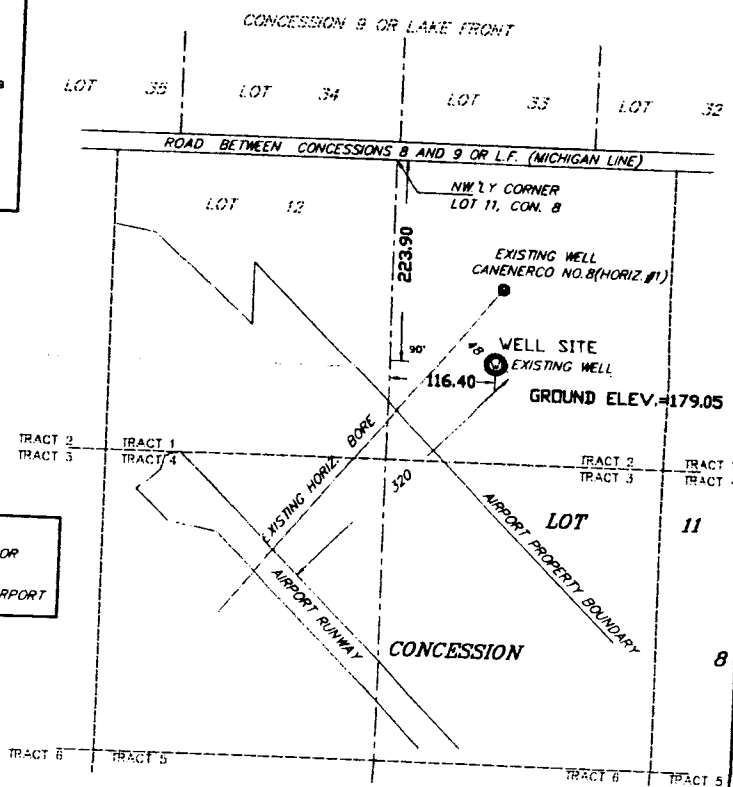 CONCESSION 9 OR LAKE FRONT
LOT 35
LOT 34
LOT 33
LOT 32
ROAD BETWEEN CONCESSIONS 8 AND 9 OR L.F. (MICHIGAN LINE)
NW'LY CORNER
LOT 11, CON. 8
LOT 12
223.90
EXISTING WELL
CANENERCO NO.8(HORIZ.#1)
90°
#8
WELL SITE
EXISTING WELL
116.40
GROUND ELEV.=179.05
EXISTING HORIZ. BORE
320
TRACT 2
TRACT 3
TRACT 1
TRACT 4
TRACT 2
TRACT 3
TRACT
TRACT
OR
RPORT
AIRPORT PROPERTY BOUNDARY
LOT 11
AIRPORT RUNWAY
CONCESSION 8
TRACT 6
TRACT 5
TRACT 6
TRACT 5